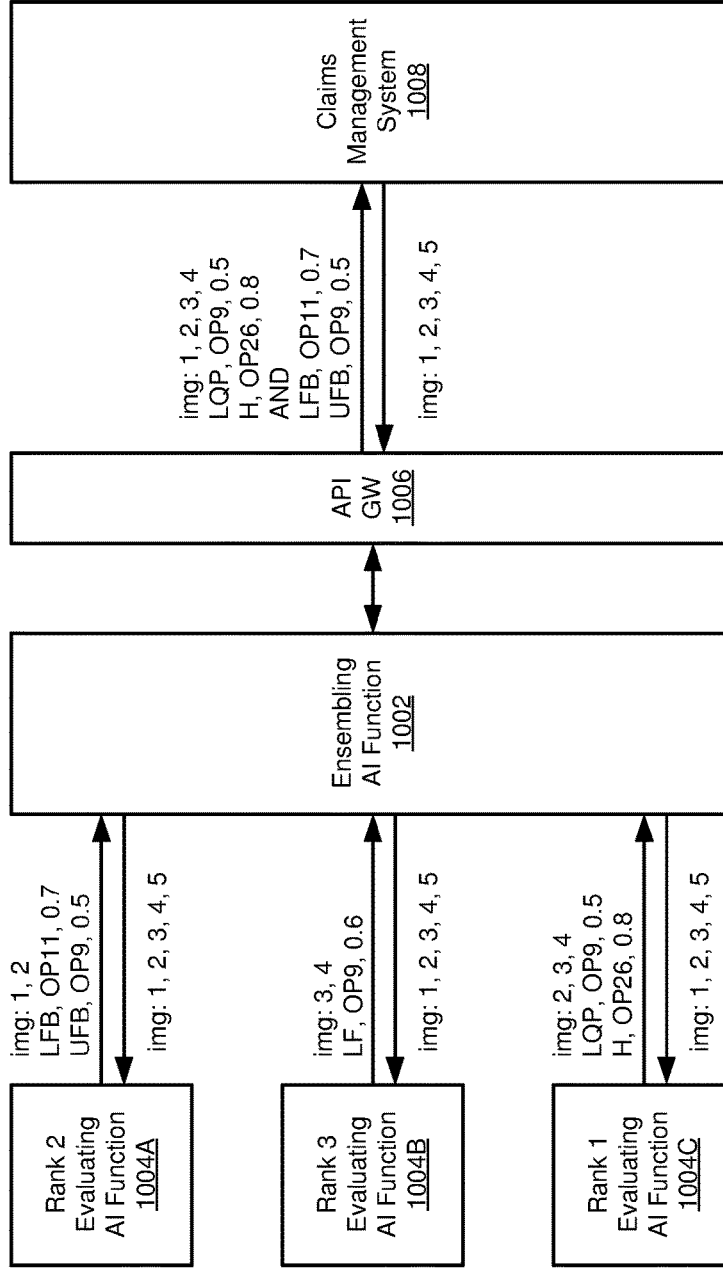 Rank 2
Evaluating
AI Function
1004A
img: 1, 2
LFB, OP11, 0.7
UFB, OP9, 0.5
img: 1, 2, 3, 4, 5
Rank 3
Evaluating
AI Function
1004B
img: 3, 4
LF, OP9, 0.6
img: 1, 2, 3, 4, 5
Rank 1
Evaluating
AI Function
1004C
img: 2, 3, 4
LQP, OP9, 0.5
H, OP26, 0.8
img: 1, 2, 3, 4, 5
Ensembling
AI Function
1002
API
GW
1006
img: 1, 2, 3, 4
LQP, OP9, 0.5
H, OP26, 0.8
AND
LFB, OP11, 0.7
UFB, OP9, 0.5
img: 1, 2, 3, 4, 5
Claims
Management
System
1008